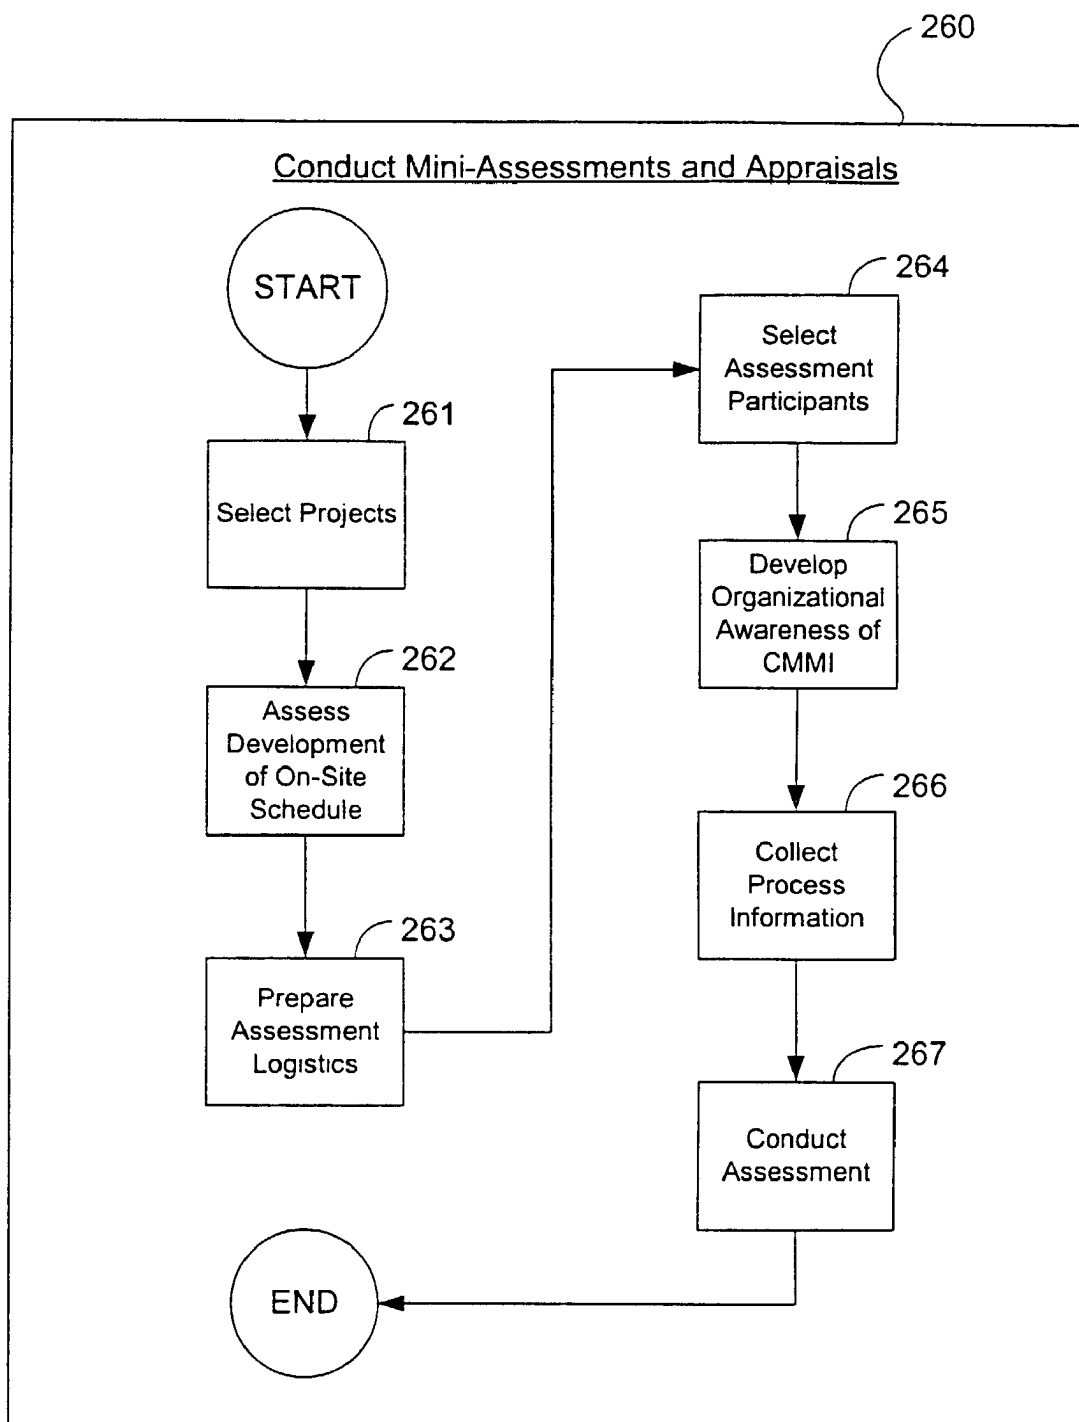 260
Conduct Mini-Assessments and Appraisals
START
261
Select Projects
262
Assess
Development
of On-Site
Schedule
263
Prepare
Assessment
Logistics
264
Select
Assessment
Participants
265
Develop
Organizational
Awareness of
CMMI
266
Collect
Process
Information
267
Conduct
Assessment
END